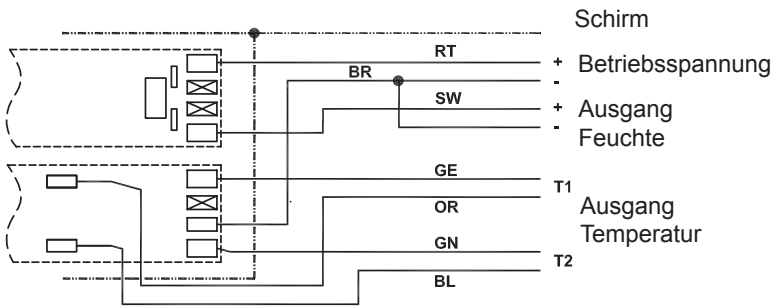 Schirm
RT
+ Betriebsspannung
BR
-
SW
+ Ausgang
- Feuchte
GE
T1
OR
Ausgang
Temperatur
GN
T2
BL